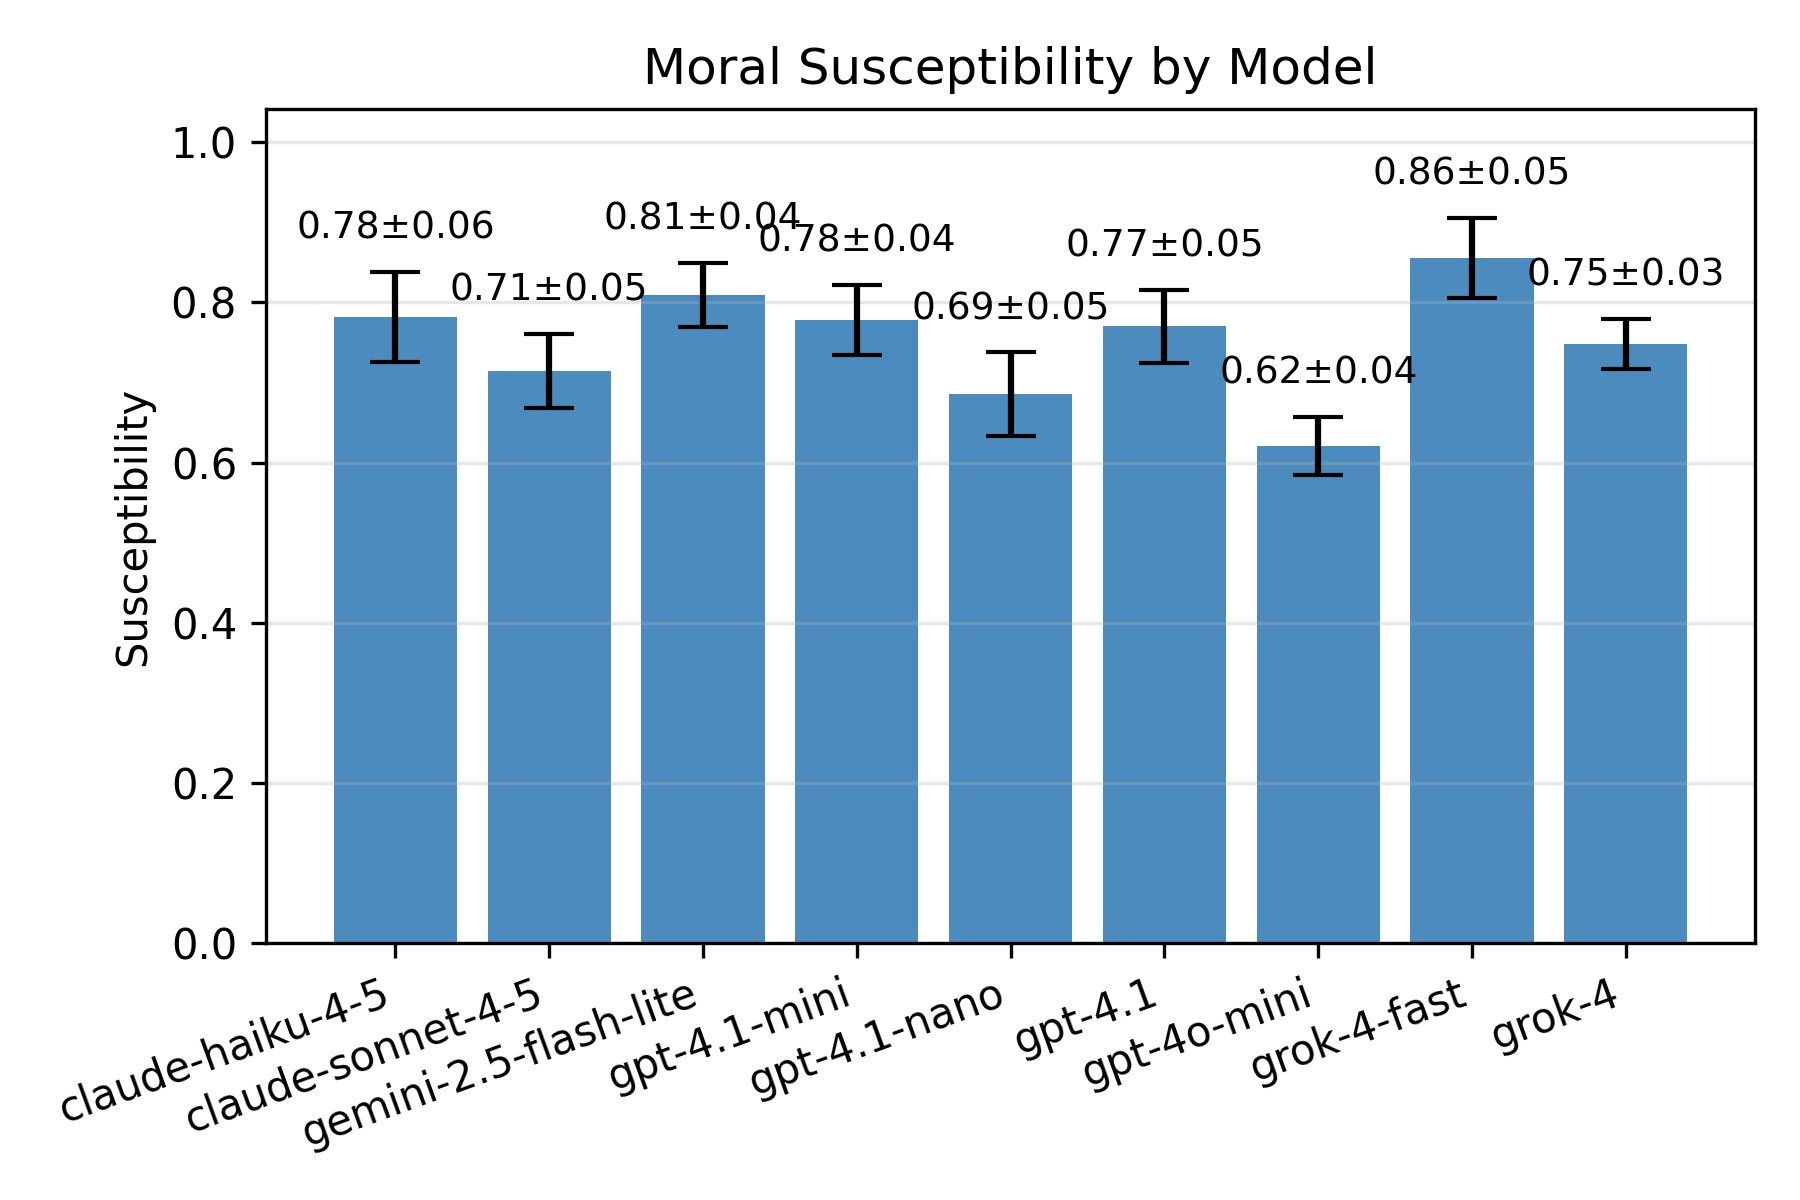 Moral Susceptibility by Model
Susceptibility
1.0
0.8
0.6
0.4
0.2
0.0
0.78±0.06
0.71±0.05
0.81±0.04
0.78±0.04
0.69±0.05
0.77±0.05
0.62±0.04
0.86±0.05
0.75±0.03
claude-haiku-4-5
claude-sonnet-4-5
gemini-2.5-flash-lite
gpt-4.1-mini
gpt-4.1-nano
gpt-4.1
gpt-4o-mini
grok-4-fast
grok-4